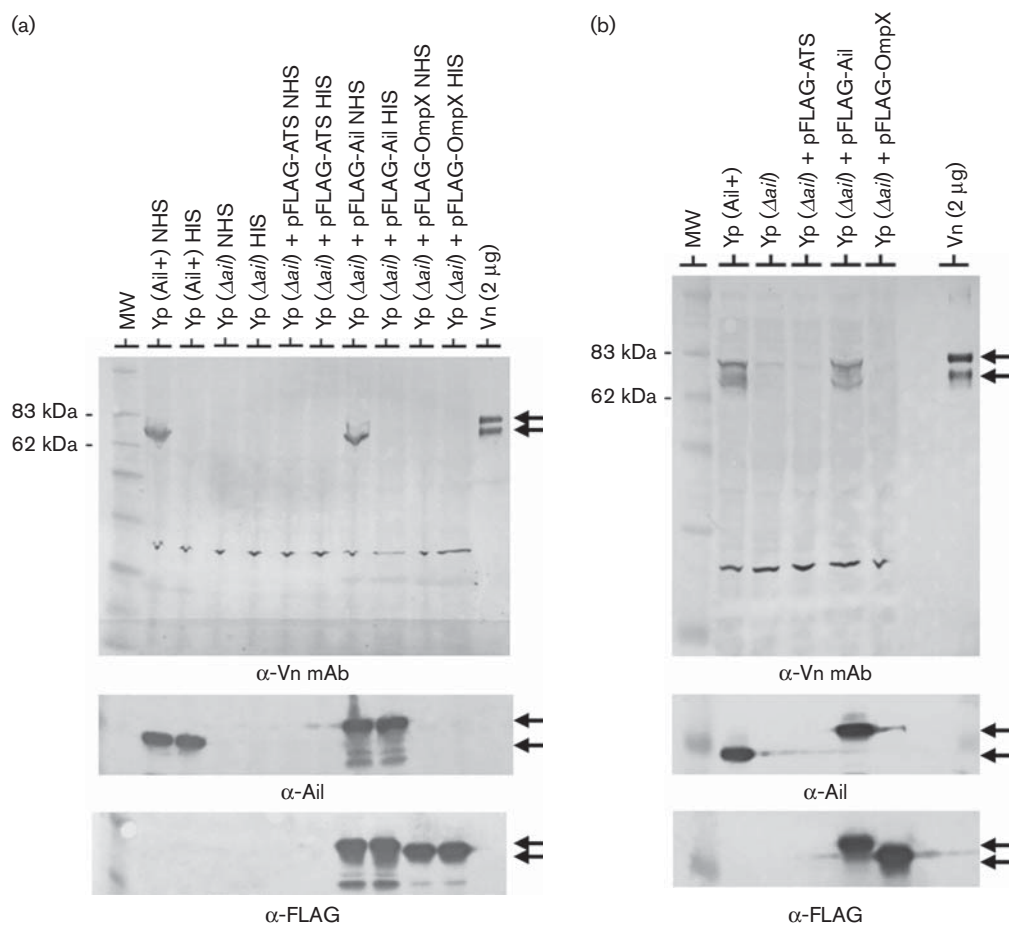 (a)
MW
Yp (Ail+) NHS
Yp (Ail+) HIS
Yp (Δail) NHS
Yp (Δail) HIS
Yp (Δail) + pFLAG-ATS NHS
Yp (Δail) + pFLAG-ATS HIS
Yp (Δail) + pFLAG-Ail NHS
Yp (Δail) + pFLAG-Ail HIS
Yp (Δail) + pFLAG-OmpX NHS
Yp (Δail) + pFLAG-OmpX HIS
Vn (2 μg)
83 kDa -
62 kDa -
α-Vn mAb
α-Ail
α-FLAG
(b)
MW
Yp (Ail+)
Yp (Δail)
Yp (Δail) + pFLAG-ATS
Yp (Δail) + pFLAG-Ail
Yp (Δail) + pFLAG-OmpX
Vn (2 μg)
83 kDa -
62 kDa -
α-Vn mAb
α-Ail
α-FLAG